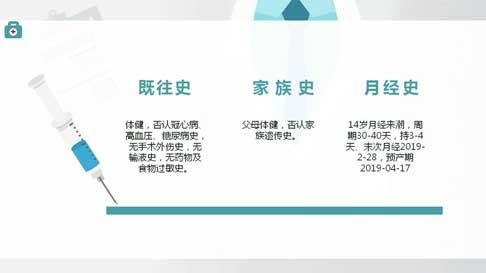 既往史
体健，否认冠心病、
高血压、糖尿病史，
无手术外伤史，无
输液史，无药物及
食物过敏史。
家族史
父母体健，否认家
族遗传史。
月经史
14岁月经来潮，周
期30-40天，持3-4
天、末次月经2019-
2-28，预产期
2019-04-17